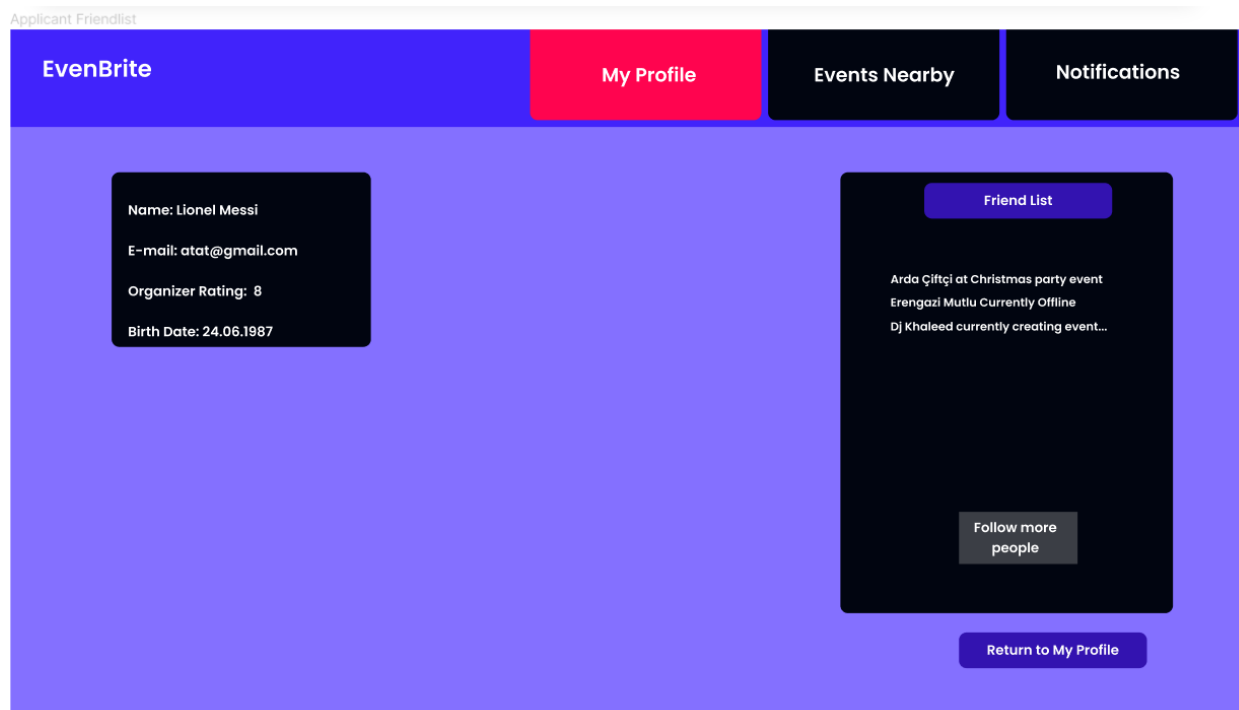 Applicant Friendlist
EvenBrite
My Profile
Events Nearby
Notifications
Name: Lionel Messi
E-mail: atat@gmail.com
Organizer Rating: 8
Birth Date: 24.06.1987
Friend List
Arda Çiftçi at Christmas party event
Erengazi Mutlu Currently Offline
Dj Khaleed currently creating event...
Follow more
people
Return to My Profile